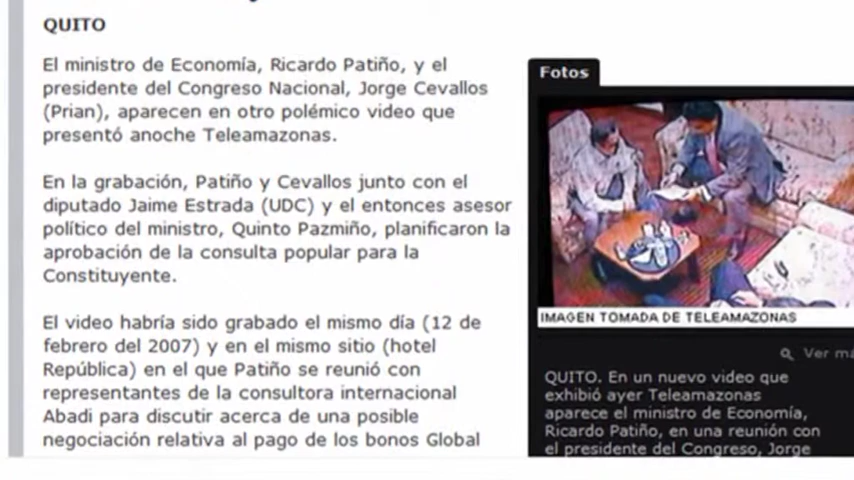 QUITO
El ministro de Economía, Ricardo Patiño, y el
presidente del Congreso Nacional, Jorge Cevallos
(Prian), aparecen en otro polémico video que
presentó anoche Teleamazonas.
En la grabación, Patiño y Cevallos junto con el
diputado Jaime Estrada (UDC) y el entonces asesor
político del ministro, Quinto Pazmiño, planificaron la
aprobación de la consulta popular para la
Constituyente.
El video habría sido grabado el mismo día (12 de
febrero del 2007) y en el mismo sitio (hotel
República) en el que Patiño se reunió con
representantes de la consultora internacional
Abadi para discutir acerca de una posible
negociación relativa al pago de los bonos Global
Fotos
IMAGEN TOMADA DE TELEAMAZONAS
Ver má
QUITO. En un nuevo video que
exhibió ayer Teleamazonas
aparece el ministro de Economía,
Ricardo Patiño, en una reunión con
el presidente del Congreso, Jorge